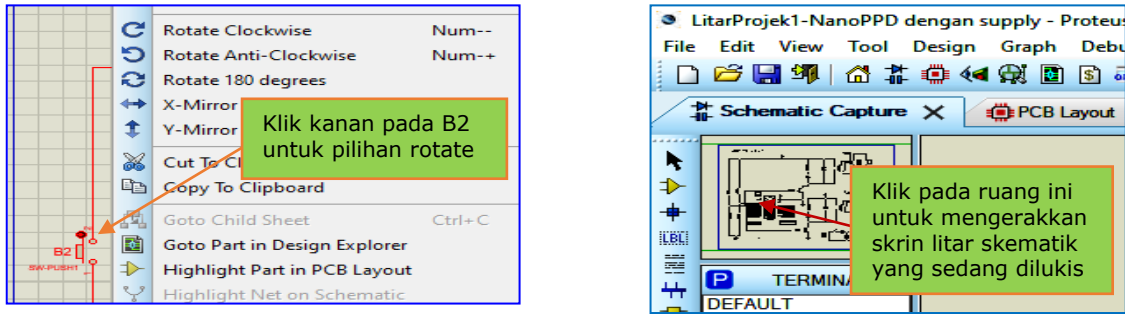 Rotate Clockwise Num--
Rotate Anti-Clockwise Num-+
Rotate 180 degrees
X-Mirror
Y-Mirror
Klik kanan pada B2
untuk pilihan rotate
Cut To Cl
Copy To Clipboard
Goto Child Sheet Ctrl+C
Goto Part in Design Explorer
Highlight Part in PCB Layout
Highlight Net on Schematic
B2
SW-PUSH1
LitarProjek1-NanoPPD dengan supply - Proteus
File Edit View Tool Design Graph Debu
Schematic Capture X PCB Layout
Klik pada ruang ini
untuk mengerakkan
skrin litar skematik
yang sedang dilukis
LBL
P TERMIN
DEFAULT